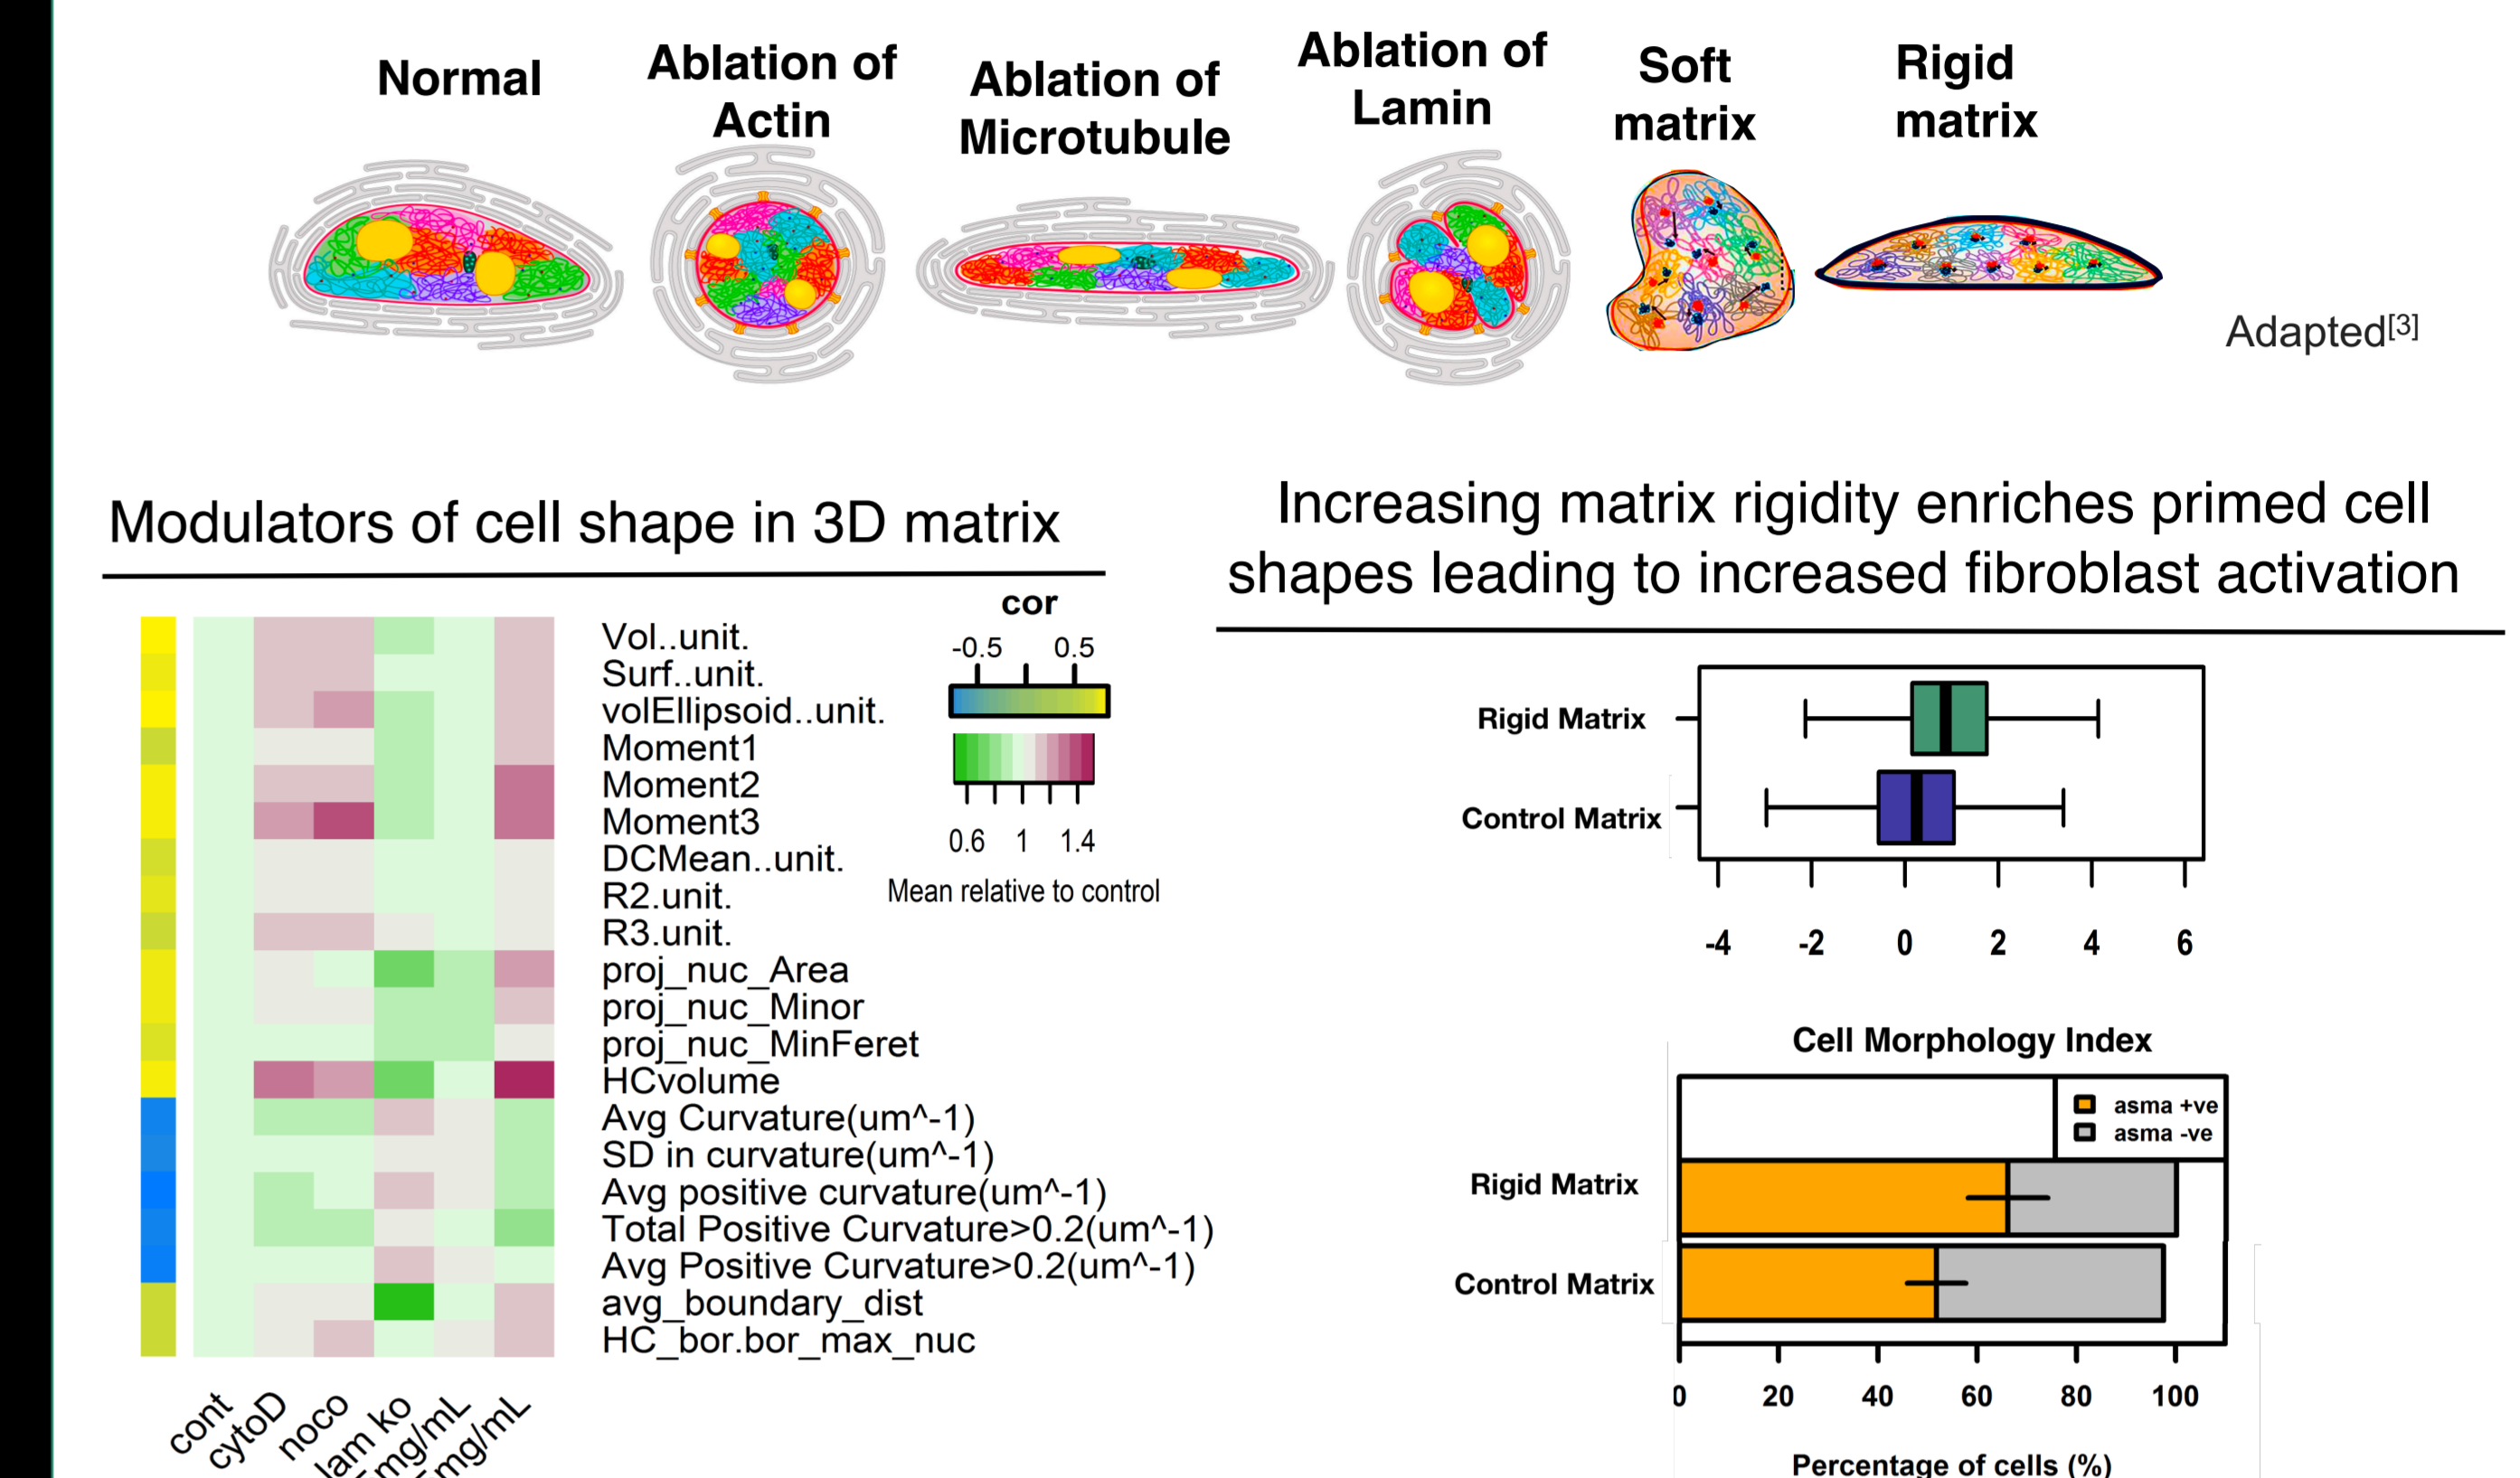 Normal
Ablation of
Actin
Ablation of
Microtubule
Ablation of
Lamin
Soft
matrix
Rigid
matrix
Adapted[3]
Modulators of cell shape in 3D matrix
cor
-0.5 0.5
0.6 1 1.4
Mean relative to control
Vol..unit.
Surf..unit.
volEllipsoid..unit.
Moment1
Moment2
Moment3
DCMean..unit.
R2.unit.
R3.unit.
proj_nuc_Area
proj_nuc_Minor
proj_nuc_MinFeret
HCvolume
Avg Curvature(um^-1)
SD in curvature(um^-1)
Avg positive curvature(um^-1)
Total Positive Curvature>0.2(um^-1)
Avg Positive Curvature>0.2(um^-1)
avg_boundary_dist
HC_bor.bor_max_nuc
cont
cytoD
noco
lam ko
mg/mL
mg/mL
Increasing matrix rigidity enriches primed cell
shapes leading to increased fibroblast activation
Rigid Matrix
Control Matrix
-4 -2 0 2 4 6
Cell Morphology Index
asma +ve
asma -ve
Rigid Matrix
Control Matrix
0 20 40 60 80 100
Percentage of cells (%)